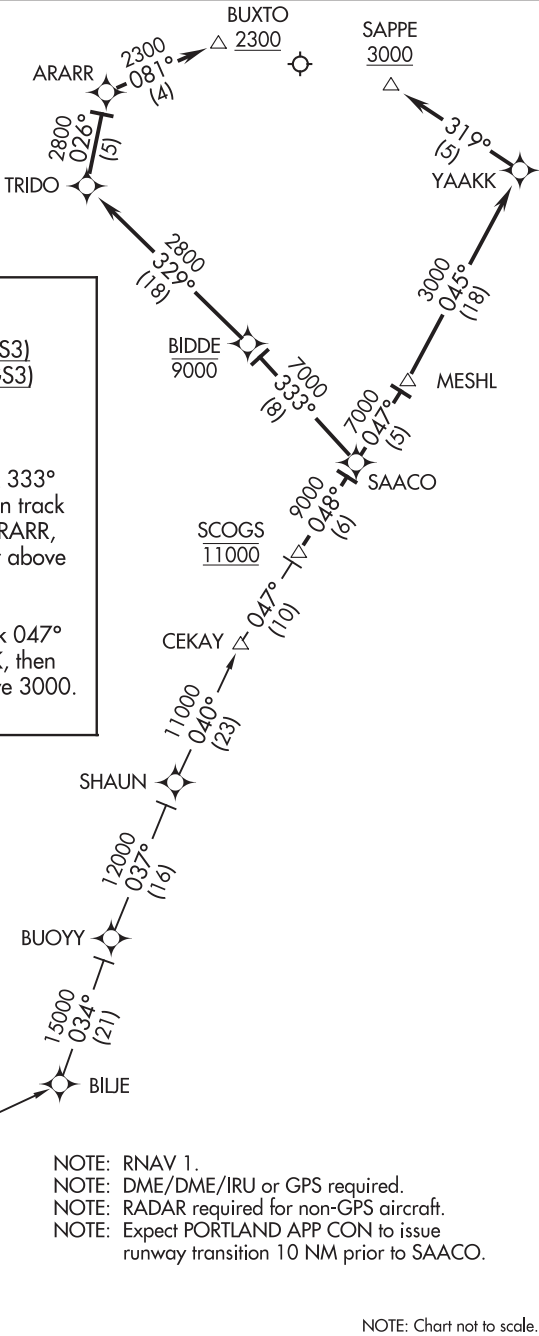 BUXTO
2300
SAPPE
3000
ARARR
2300
081°
(4)
319°
(5)
2800
026°
(5)
TRIDO
YAAKK
2800
329°
(18)
3000
045°
(18)
S3)
GS3)
BIDDE
9000
7000
333°
(8)
MESHL
7000
047°
(5)
333°
n track
RARR,
t above
SAACO
9000
048°
(6)
SCOGS
11000
k 047°
K, then
e 3000.
047°
(10)
CEKAY
11000
040°
(23)
SHAUN
12000
037°
(16)
BUOYY
15000
034°
(21)
BILJE
NOTE: RNAV 1.
NOTE: DME/DME/IRU or GPS required.
NOTE: RADAR required for non-GPS aircraft.
NOTE: Expect PORTLAND APP CON to issue
runway transition 10 NM prior to SAACO.
NOTE: Chart not to scale.